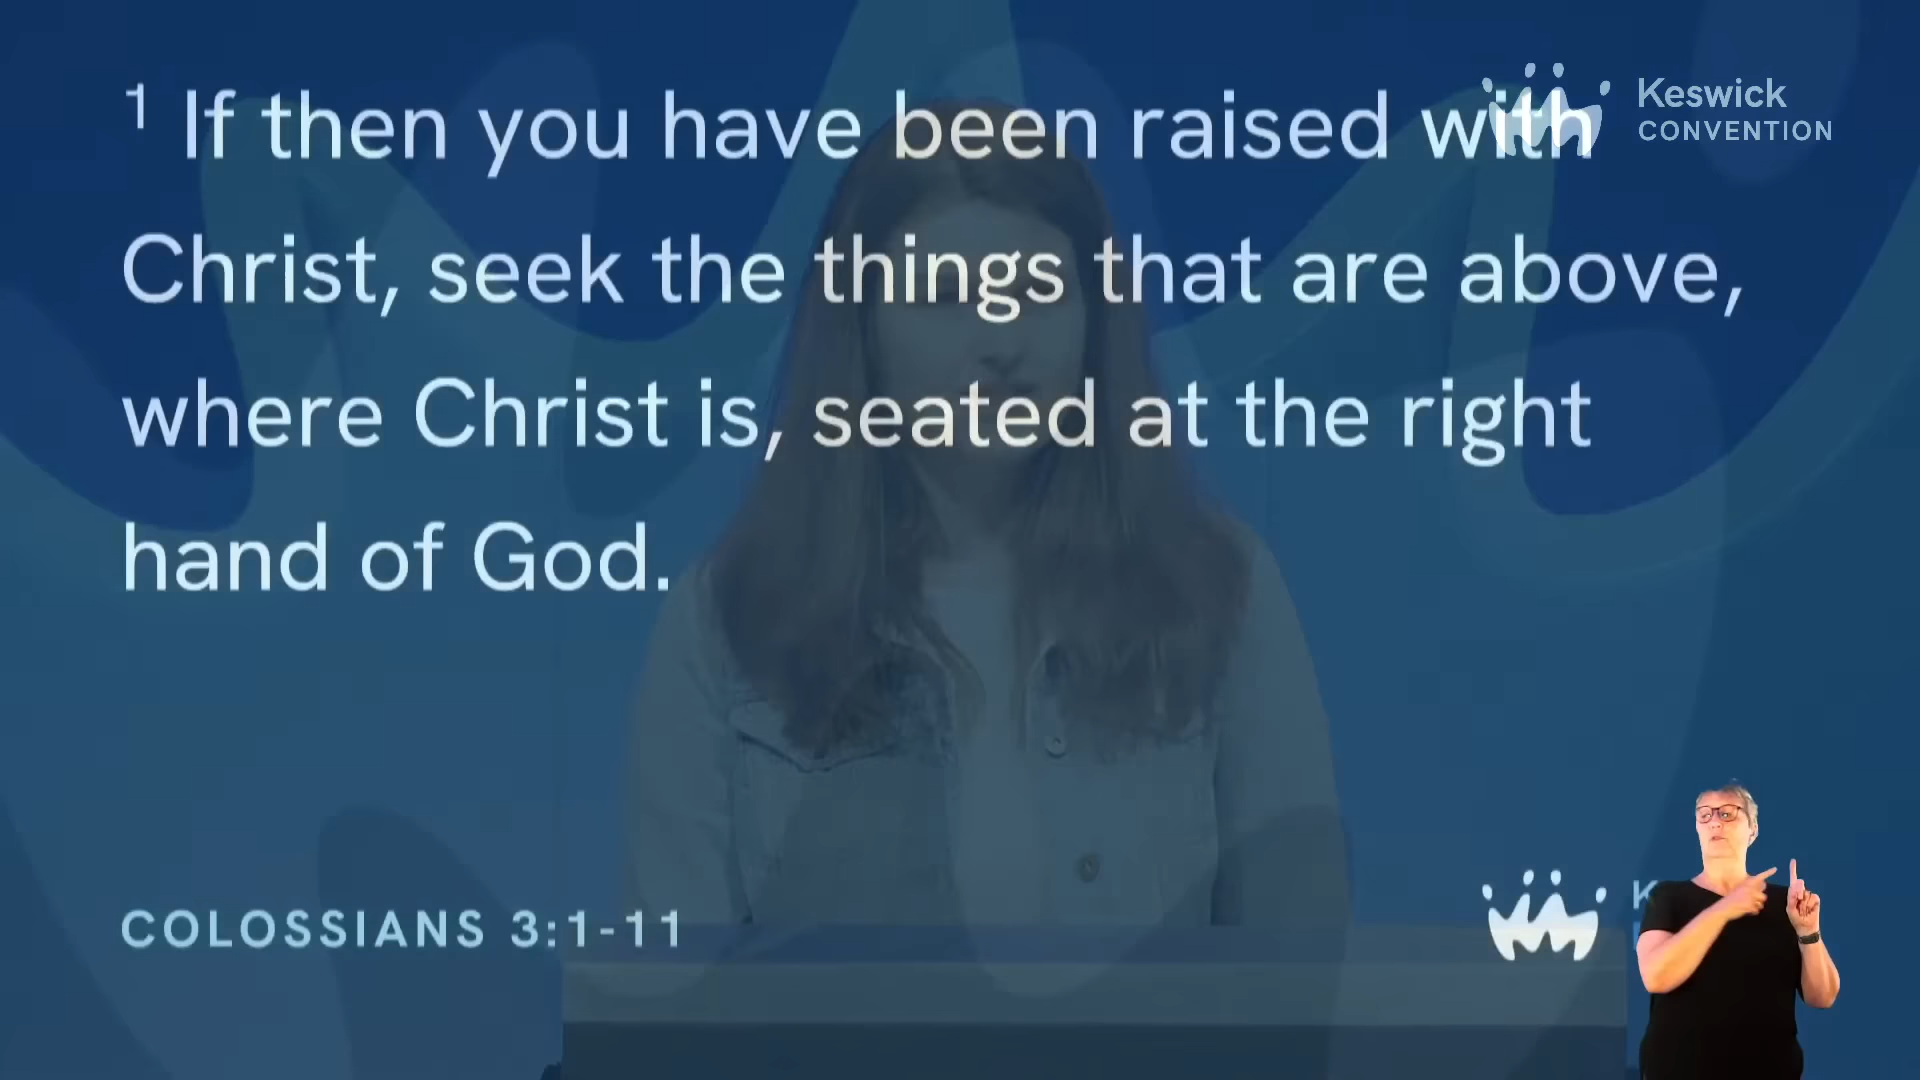 ¹ If then you have been raised with
Christ, seek the things that are above,
where Christ is, seated at the right
hand of God.
COLOSSIANS 3:1-11
Keswick
CONVENTION